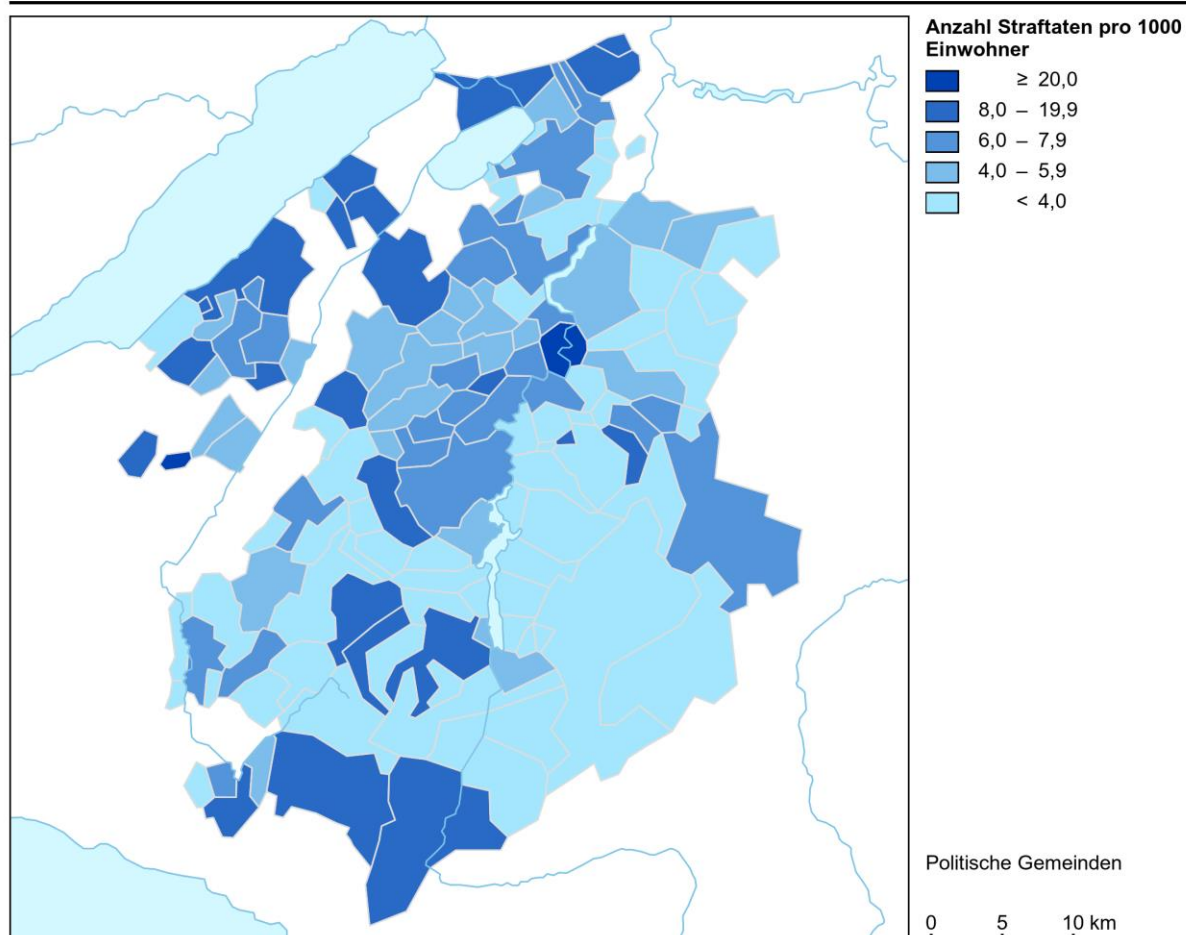 Anzahl Straftaten pro 1000
Einwohner
≥ 20,0
8,0 – 19,9
6,0 – 7,9
4,0 – 5,9
< 4,0
Politische Gemeinden
0 5 10 km